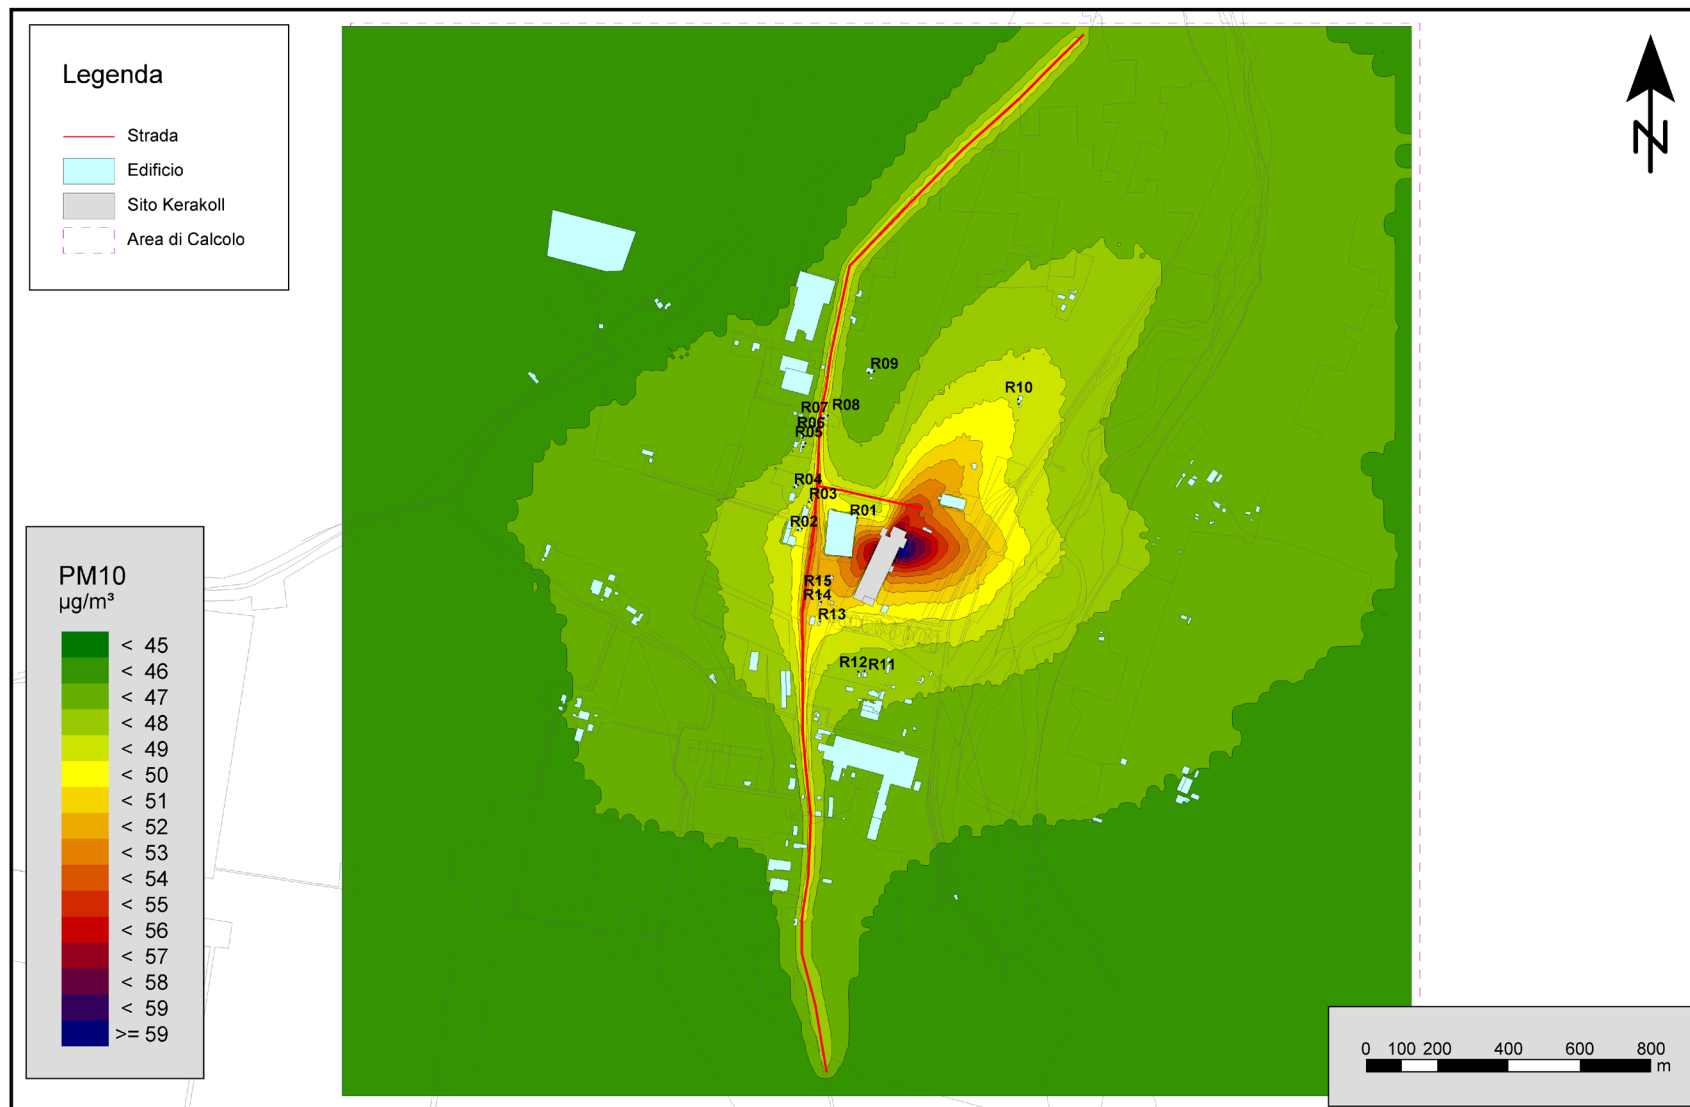 Legenda
Strada
Edificio
Sito Kerakoll
Area di Calcolo
N
R09
R10
R07 R08
R06
R05
R04
R03
R01
R02
R15
R14
R13
R12 R11
PM10
µg/m³
< 45
< 46
< 47
< 48
< 49
< 50
< 51
< 52
< 53
< 54
< 55
< 56
< 57
< 58
< 59
>= 59
0 100 200 400 600 800
m